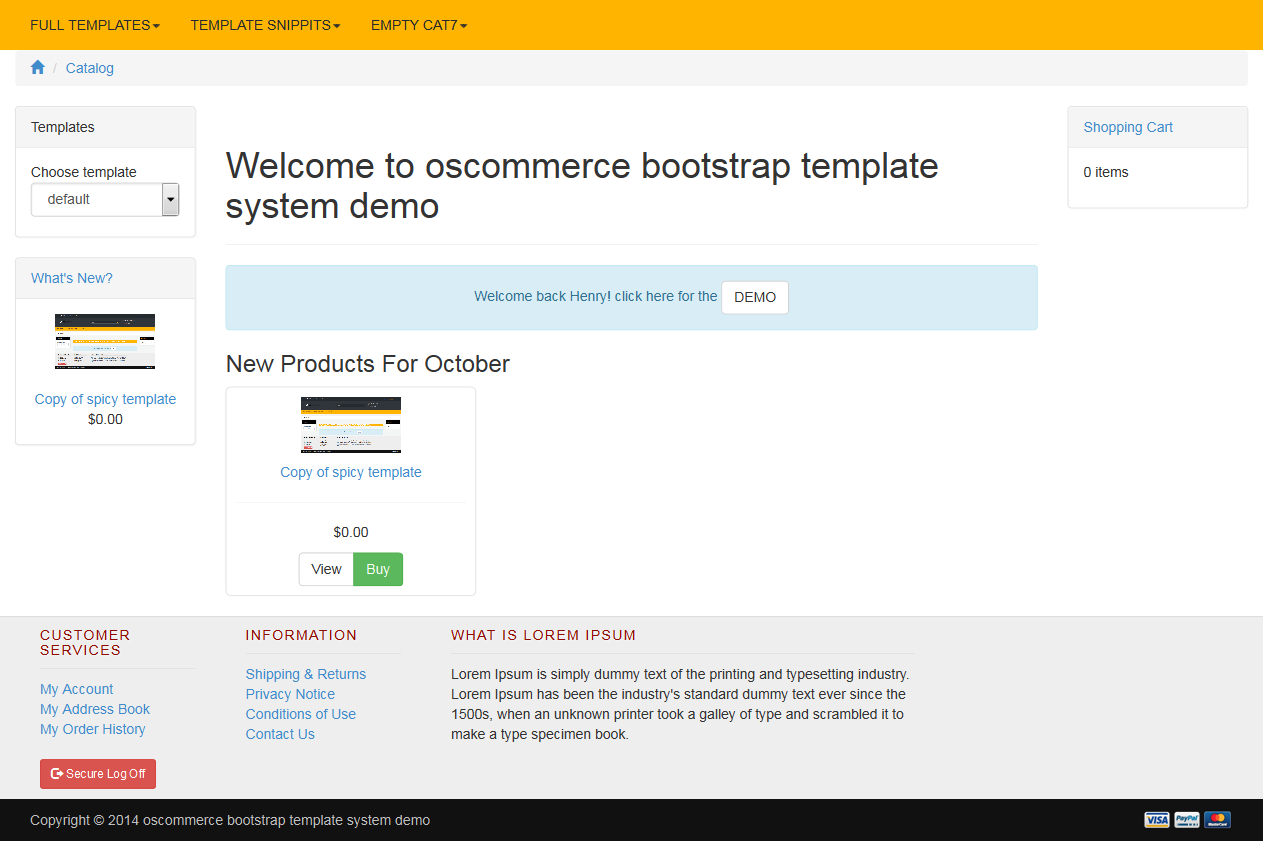 FULL TEMPLATES
TEMPLATE SNIPPITS
EMPTY CAT7
/ Catalog
Templates
Choose template
default
What's New?
Copy of spicy template
$0.00
Welcome to oscommerce bootstrap template
system demo
Welcome back Henry! click here for the DEMO
New Products For October
Copy of spicy template
$0.00
View
Buy
Shopping Cart
0 items
CUSTOMER
SERVICES
My Account
My Address Book
My Order History
Secure Log Off
INFORMATION
Shipping & Returns
Privacy Notice
Conditions of Use
Contact Us
WHAT IS LOREM IPSUM
Lorem Ipsum is simply dummy text of the printing and typesetting industry.
Lorem Ipsum has been the industry's standard dummy text ever since the
1500s, when an unknown printer took a galley of type and scrambled it to
make a type specimen book.
Copyright © 2014 oscommerce bootstrap template system demo
VISA PayPal MasterCard